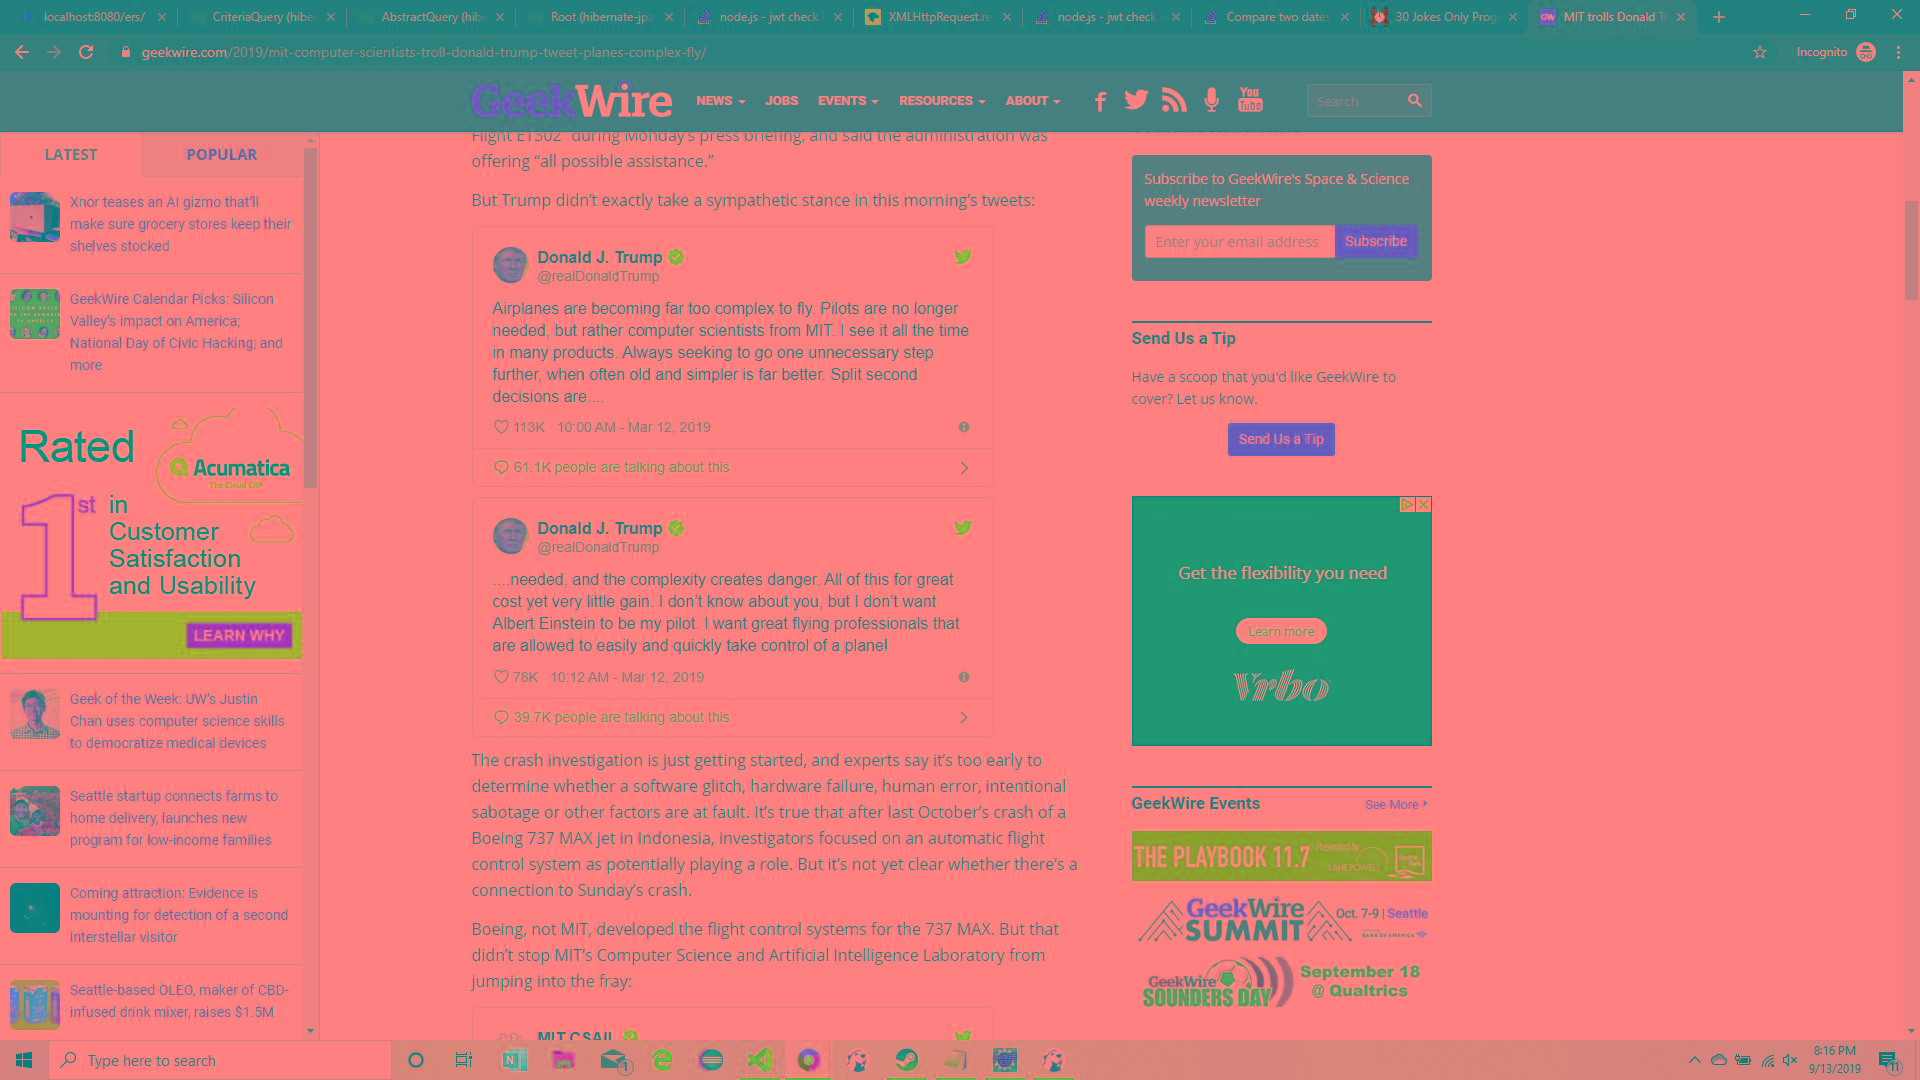 localhost:8080/ers/
CriteriaQuery (hiber
AbstractQuery (hibe
Root (hibernate-jpa
node.js - jwt check
XMLHttpRequest.re
node.js - jwt check
Compare two dates
30 Jokes Only Prog
GW MIT trolls Donald T
geekwire.com/2019/mit-computer-scientists-troll-donald-trump-tweet-planes-complex-fly/
Incognito
GeekWire
NEWS
JOBS
EVENTS
RESOURCES
ABOUT
You
Tube
Search
LATEST
POPULAR
Xnor teases an AI gizmo that'll
make sure grocery stores keep their
shelves stocked
GeekWire Calendar Picks: Silicon
Valley's impact on America;
National Day of Civic Hacking; and
more
Rated
1st in
Customer
Satisfaction
and Usability
Acumatica
The Cloud ERP
LEARN WHY
Geek of the Week: UW's Justin
Chan uses computer science skills
to democratize medical devices
Seattle startup connects farms to
home delivery, launches new
program for low-income families
Coming attraction: Evidence is
mounting for detection of a second
interstellar visitor
Seattle-based OLEO, maker of CBD-
infused drink mixer, raises $1.5M
Flight ET302" during Monday's press briefing, and said the administration was
offering “all possible assistance.”
But Trump didn't exactly take a sympathetic stance in this morning's tweets:
Donald J. Trump
@realDonaldTrump
Airplanes are becoming far too complex to fly. Pilots are no longer
needed, but rather computer scientists from MIT. I see it all the time
in many products. Always seeking to go one unnecessary step
further, when often old and simpler is far better. Split second
decisions are....
113K 10:00 AM - Mar 12, 2019
61.1K people are talking about this
Donald J. Trump
@realDonaldTrump
....needed, and the complexity creates danger. All of this for great
cost yet very little gain. I don't know about you, but I don't want
Albert Einstein to be my pilot. I want great flying professionals that
are allowed to easily and quickly take control of a plane!
78K 10:12 AM - Mar 12, 2019
39.7K people are talking about this
The crash investigation is just getting started, and experts say it's too early to
determine whether a software glitch, hardware failure, human error, intentional
sabotage or other factors are at fault. It's true that after last October's crash of a
Boeing 737 MAX jet in Indonesia, investigators focused on an automatic flight
control system as potentially playing a role. But it's not yet clear whether there's a
connection to Sunday's crash.
Boeing, not MIT, developed the flight control systems for the 737 MAX. But that
didn't stop MIT's Computer Science and Artificial Intelligence Laboratory from
jumping into the fray:
MIT CSAIL
Subscribe to GeekWire's Space & Science
weekly newsletter
Enter your email address
Subscribe
Send Us a Tip
Have a scoop that you'd like GeekWire to
cover? Let us know.
Send Us a Tip
Get the flexibility you need
Learn more
Vrbo
GeekWire Events
See More
THE PLAYBOOK 11.7
Presented by
LANE POWELL
GeekWire
SUMMIT
Oct. 7-9 | Seattle
BANK OF AMERICA
GeekWire
SOUNDERS DAY
September 18
@ Qualtrics
Type here to search
8:16 PM
9/13/2019